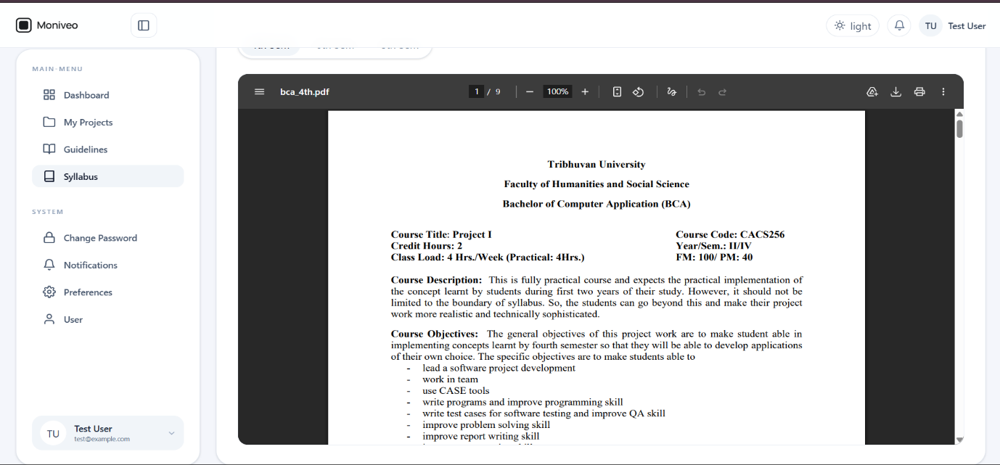 Moniveo
light
TU
Test User
MAIN-MENU
Dashboard
My Projects
Guidelines
Syllabus
SYSTEM
Change Password
Notifications
Preferences
User
TU
Test User
test@example.com
bca_4th.pdf
1 / 9
100%
Tribhuvan University
Faculty of Humanities and Social Science
Bachelor of Computer Application (BCA)
Course Title: Project I
Course Code: CACS256
Credit Hours: 2
Year/Sem.: II/IV
Class Load: 4 Hrs./Week (Practical: 4Hrs.)
FM: 100/ PM: 40
Course Description: This is fully practical course and expects the practical implementation of
the concept learnt by students during first two years of their study. However, it should not be
limited to the boundary of syllabus. So, the students can go beyond this and make their project
work more realistic and technically sophisticated.
Course Objectives: The general objectives of this project work are to make student able in
implementing concepts learnt by fourth semester so that they will be able to develop applications
of their own choice. The specific objectives are to make students able to
- lead a software project development
- work in team
- use CASE tools
- write programs and improve programming skill
- write test cases for software testing and improve QA skill
- improve problem solving skill
- improve report writing skill